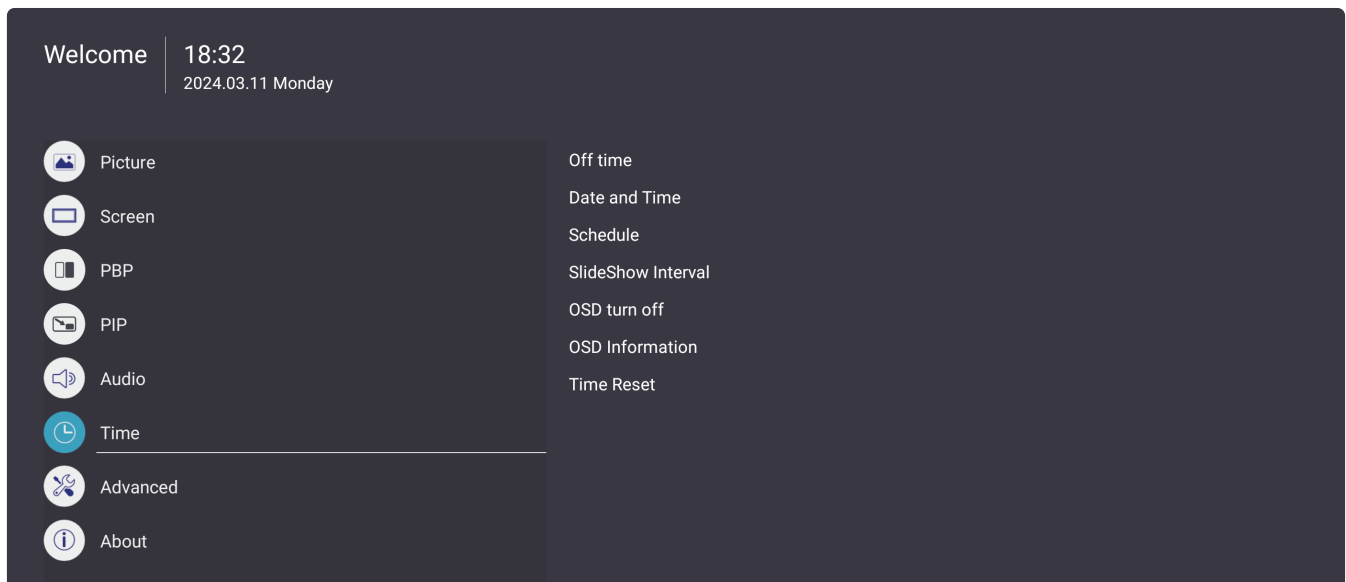 Welcome
18:32
2024.03.11 Monday
Picture
Screen
PBP
PIP
Audio
Time
Advanced
About
Off time
Date and Time
Schedule
SlideShow Interval
OSD turn off
OSD Information
Time Reset